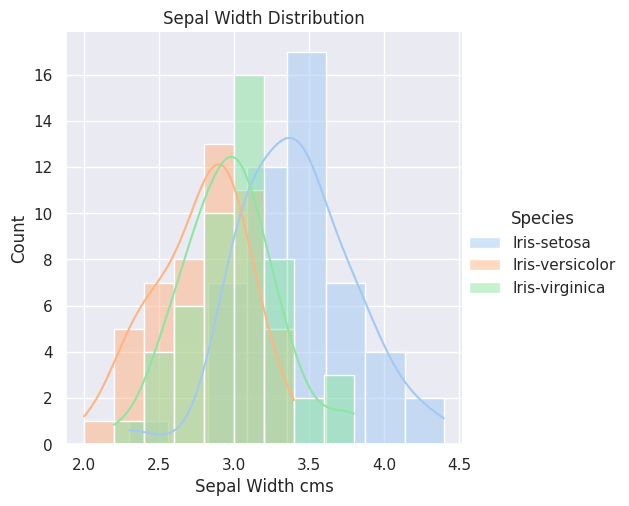 Sepal Width Distribution
16
14
12
10
8
6
4
2
0
Count
2.0 2.5 3.0 3.5 4.0 4.5
Sepal Width cms
Species
Iris-setosa
Iris-versicolor
Iris-virginica